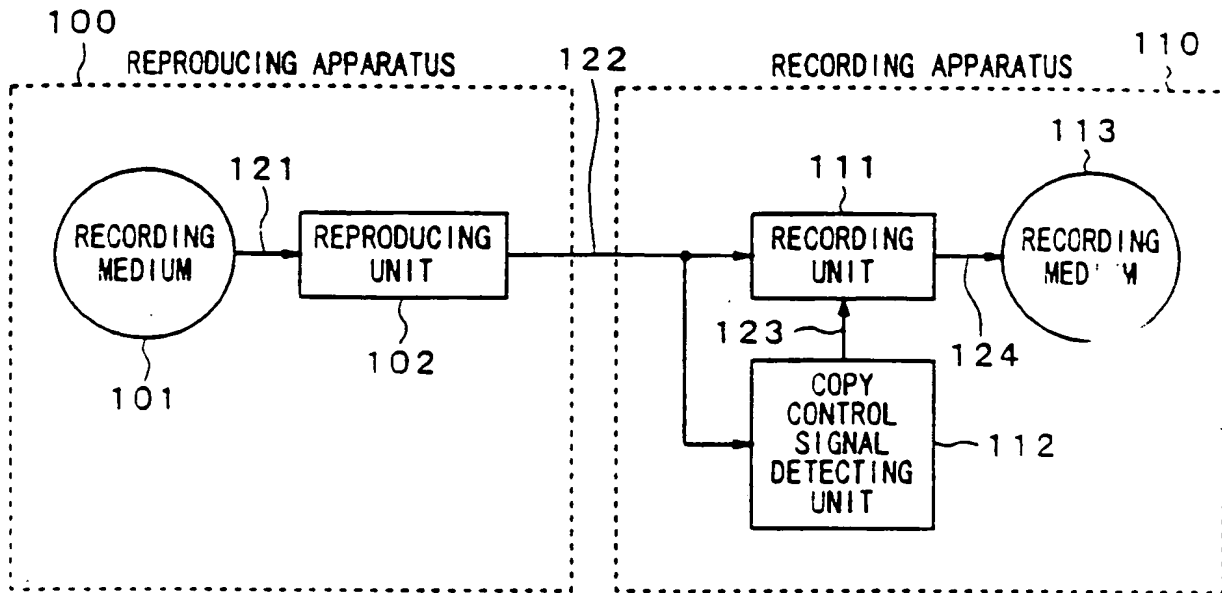 100
REPRODUCING APPARATUS
122
RECORDING APPARATUS
110
121
RECORDING
MEDIUM
101
REPRODUCING
UNIT
102
111
RECORDING
UNIT
123
124
113
RECORDING
COPY
CONTROL
SIGNAL
DETECTING
UNIT
112